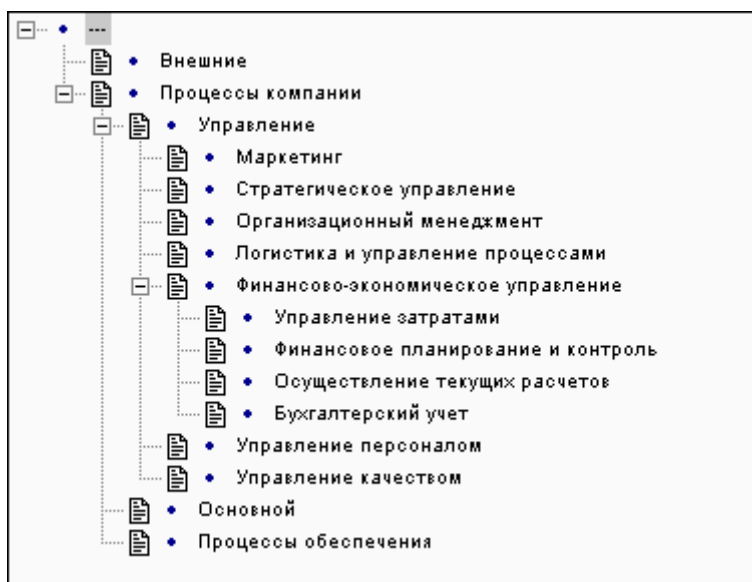 ---
Внешние
Процессы компании
Управление
Маркетинг
Стратегическое управление
Организационный менеджмент
Логистика и управление процессами
Финансово-экономическое управление
Управление затратами
Финансовое планирование и контроль
Осуществление текущих расчетов
Бухгалтерский учет
Управление персоналом
Управление качеством
Основной
Процессы обеспечения